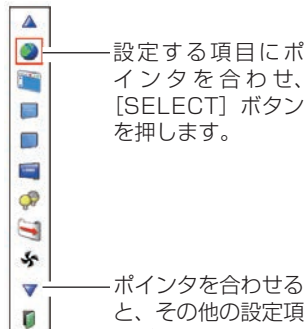 設定する項目にポ
インタを合わせ、
［SELECT］ボタン
を押します。
ポインタを合わせる
と、その他の設定項